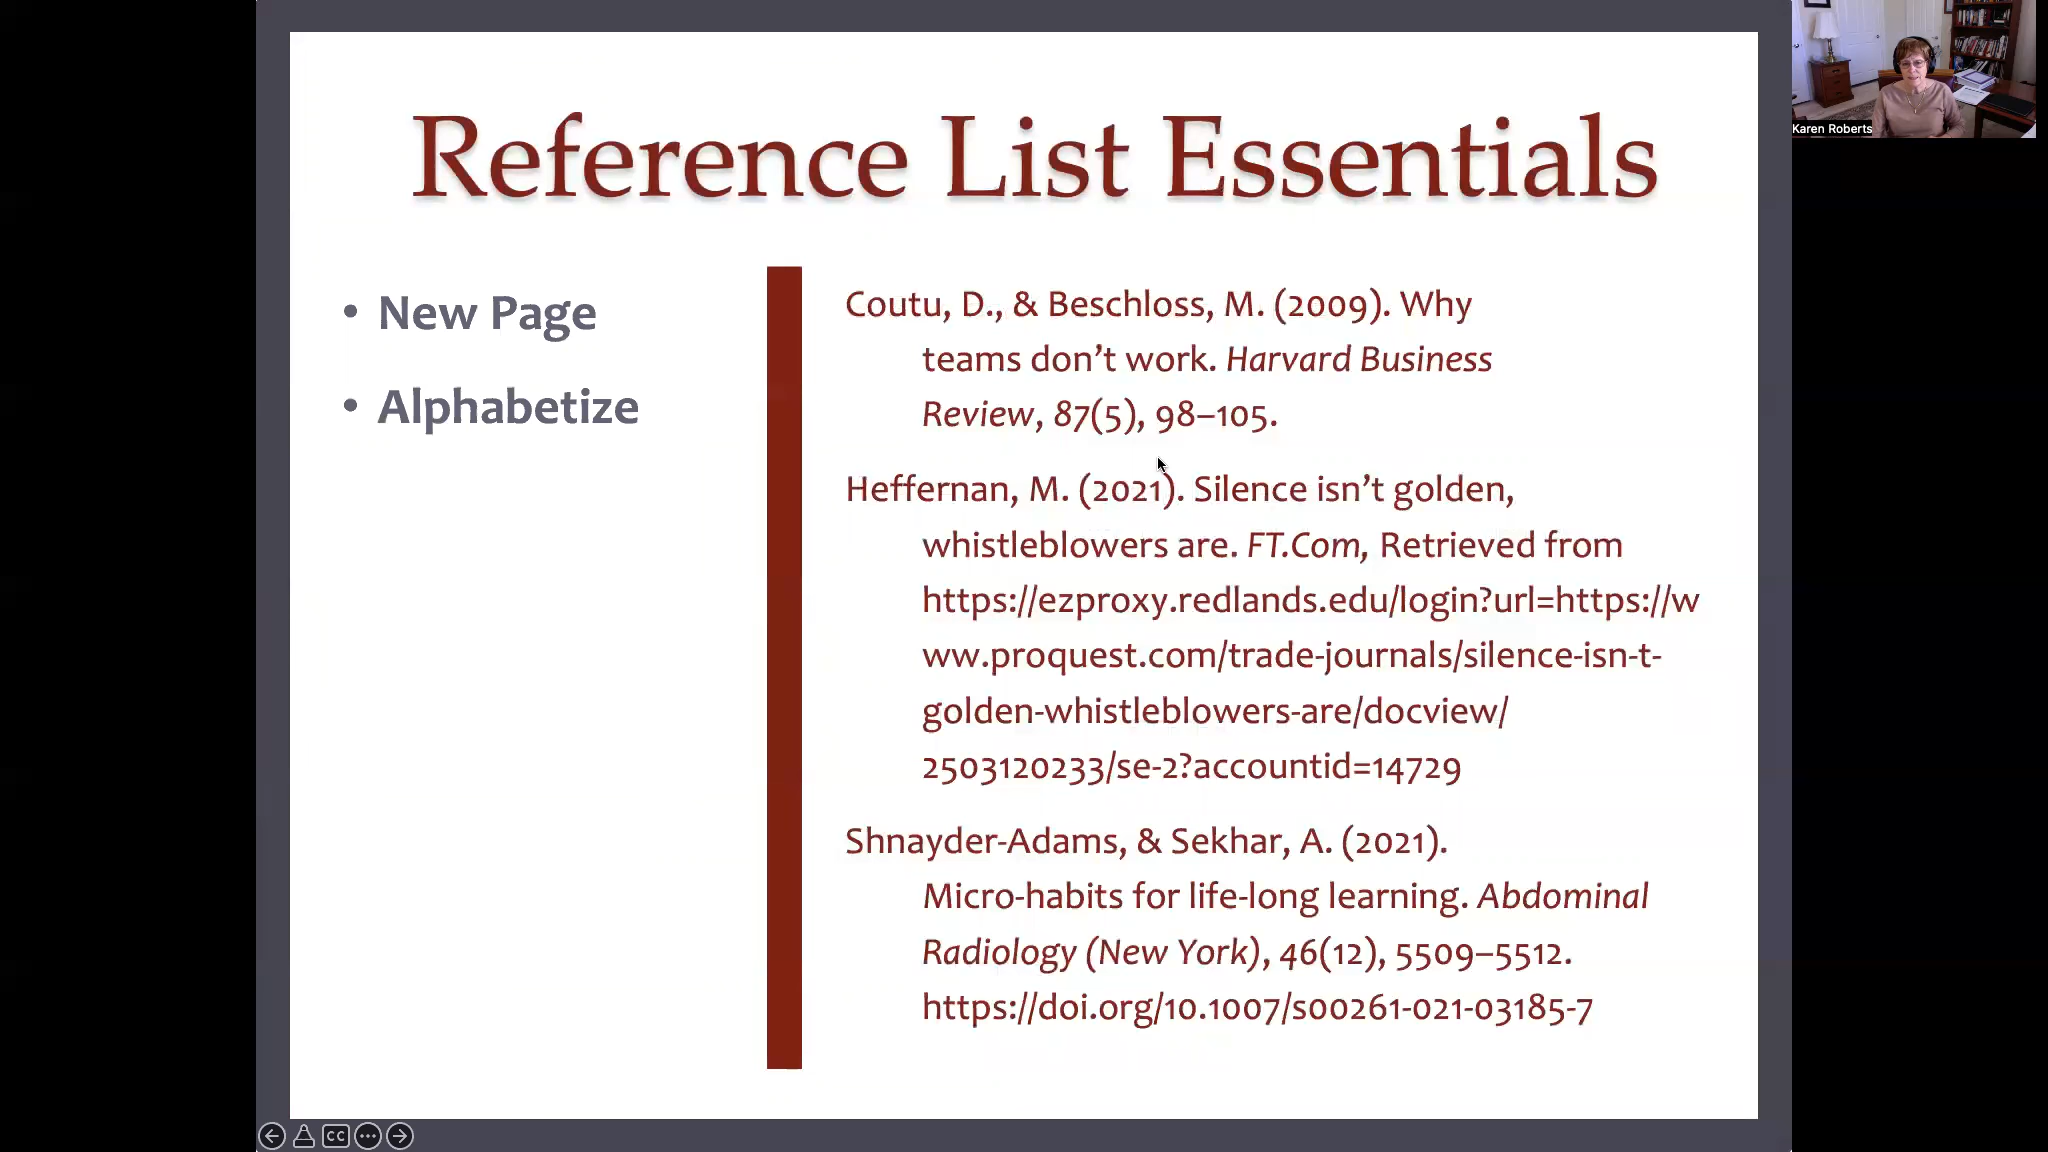 Reference List Essentials
• New Page
• Alphabetize
Coutu, D., & Beschloss, M. (2009). Why
teams don’t work. Harvard Business
Review, 87(5), 98–105.
Heffernan, M. (2021). Silence isn’t golden,
whistleblowers are. FT.Com, Retrieved from
https://ezproxy.redlands.edu/login?url=https://w
ww.proquest.com/trade-journals/silence-isn-t-
golden-whistleblowers-are/docview/
2503120233/se-2?accountid=14729
Shnayder-Adams, & Sekhar, A. (2021).
Micro-habits for life-long learning. Abdominal
Radiology (New York), 46(12), 5509–5512.
https://doi.org/10.1007/s00261-021-03185-7
Karen Roberts
CC